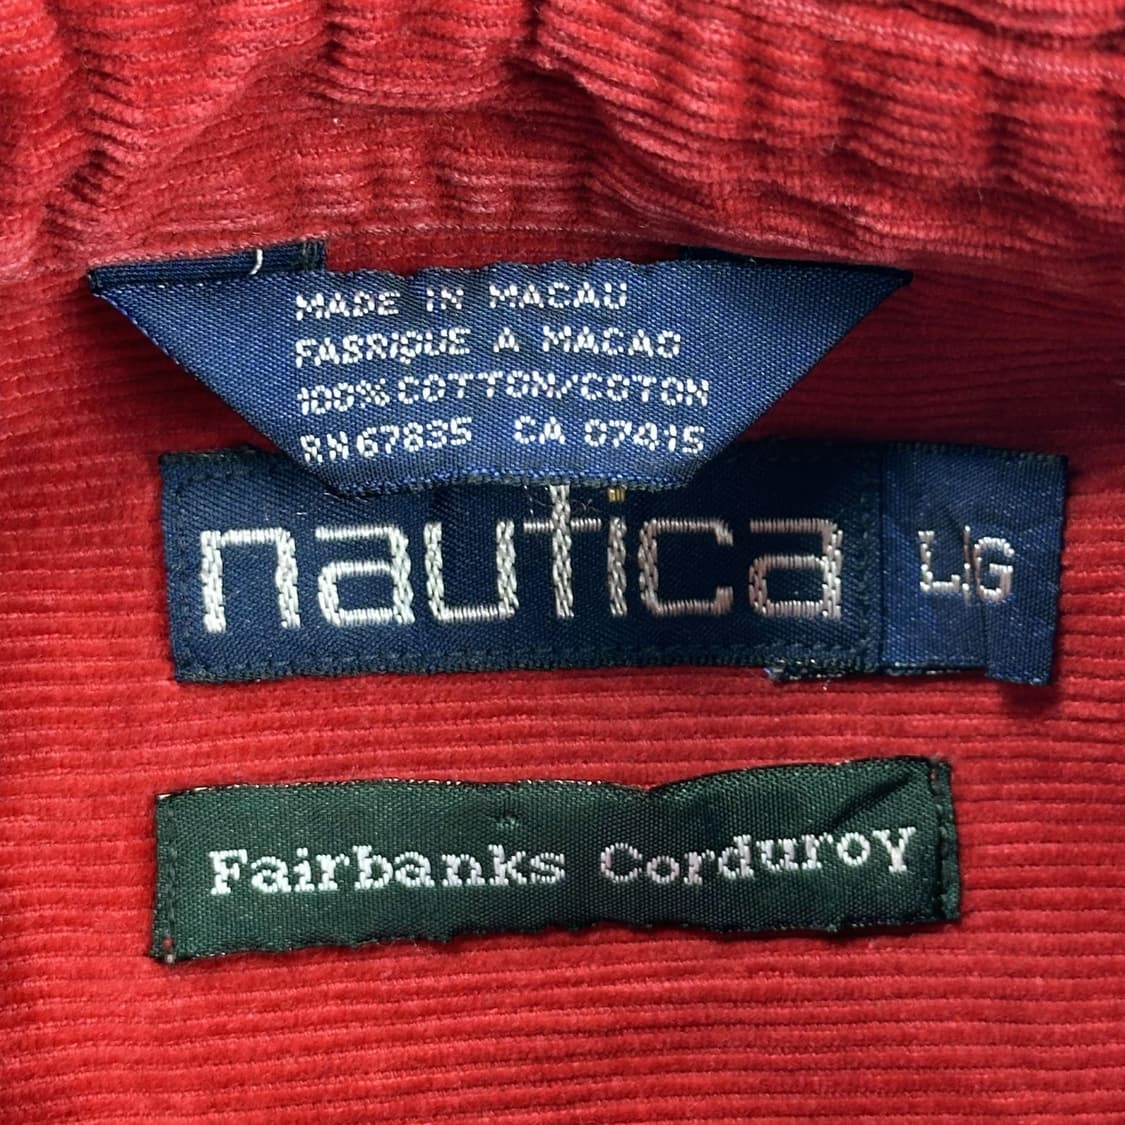 MADE IN MACAU
FABRIQUE A MACAO
100% COTTON/COTON
RN 67835 CA 07415
nautica
LG
Fairbanks Corduroy